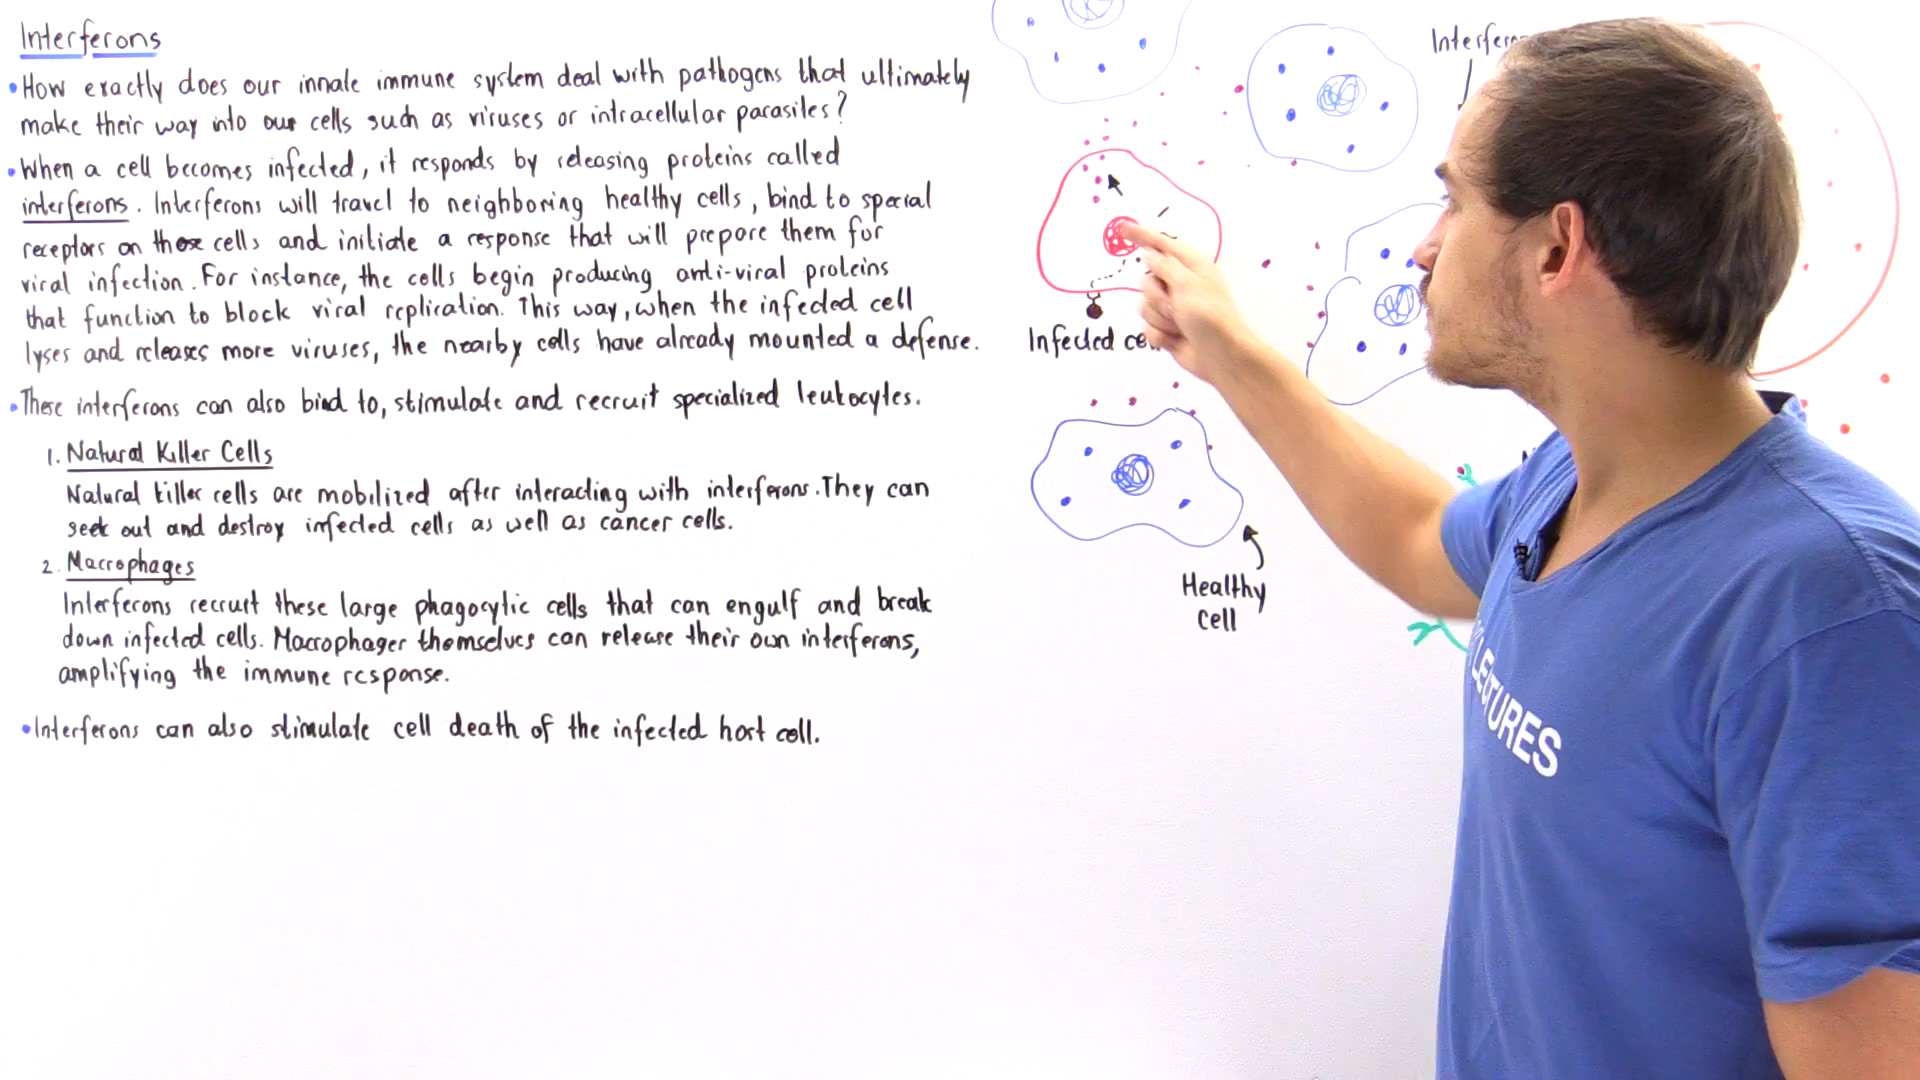 Interferons
•How exactly does our innate immune system deal with pathogens that ultimately
make their way into our cells such as viruses or intracellular parasites?
•When a cell becomes infected, it responds by releasing proteins called
interferons. Interferons will travel to neighboring healthy cells, bind to special
receptors on those cells and initiate a response that will prepare them for
viral infection. For instance, the cells begin producing anti-viral proteins
that function to block viral replication. This way, when the infected cell
lyses and releases more viruses, the nearby cells have already mounted a defense.
•These interferons can also bind to, stimulate and recruit specialized leukocytes.
1. Natural Killer Cells
Natural killer cells are mobilized after interacting with interferons. They can
seek out and destroy infected cells as well as cancer cells.
2. Macrophages
Interferons recruit these large phagocytic cells that can engulf and break
down infected cells. Macrophages themselves can release their own interferons,
amplifying the immune response.
•Interferons can also stimulate cell death of the infected host cell.
Infected
Healthy
cell
LECTURES